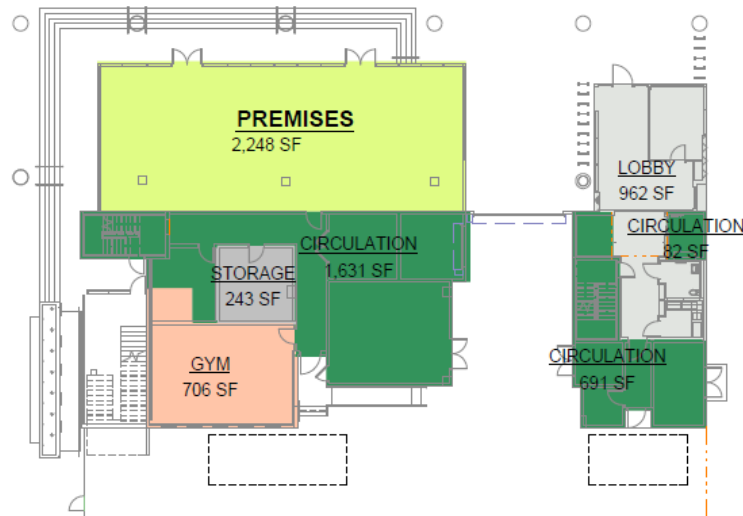 PREMISES
2,248 SF
LOBBY
962 SF
CIRCULATION
82 SF
CIRCULATION
1,631 SF
STORAGE
243 SF
GYM
706 SF
CIRCULATION
691 SF